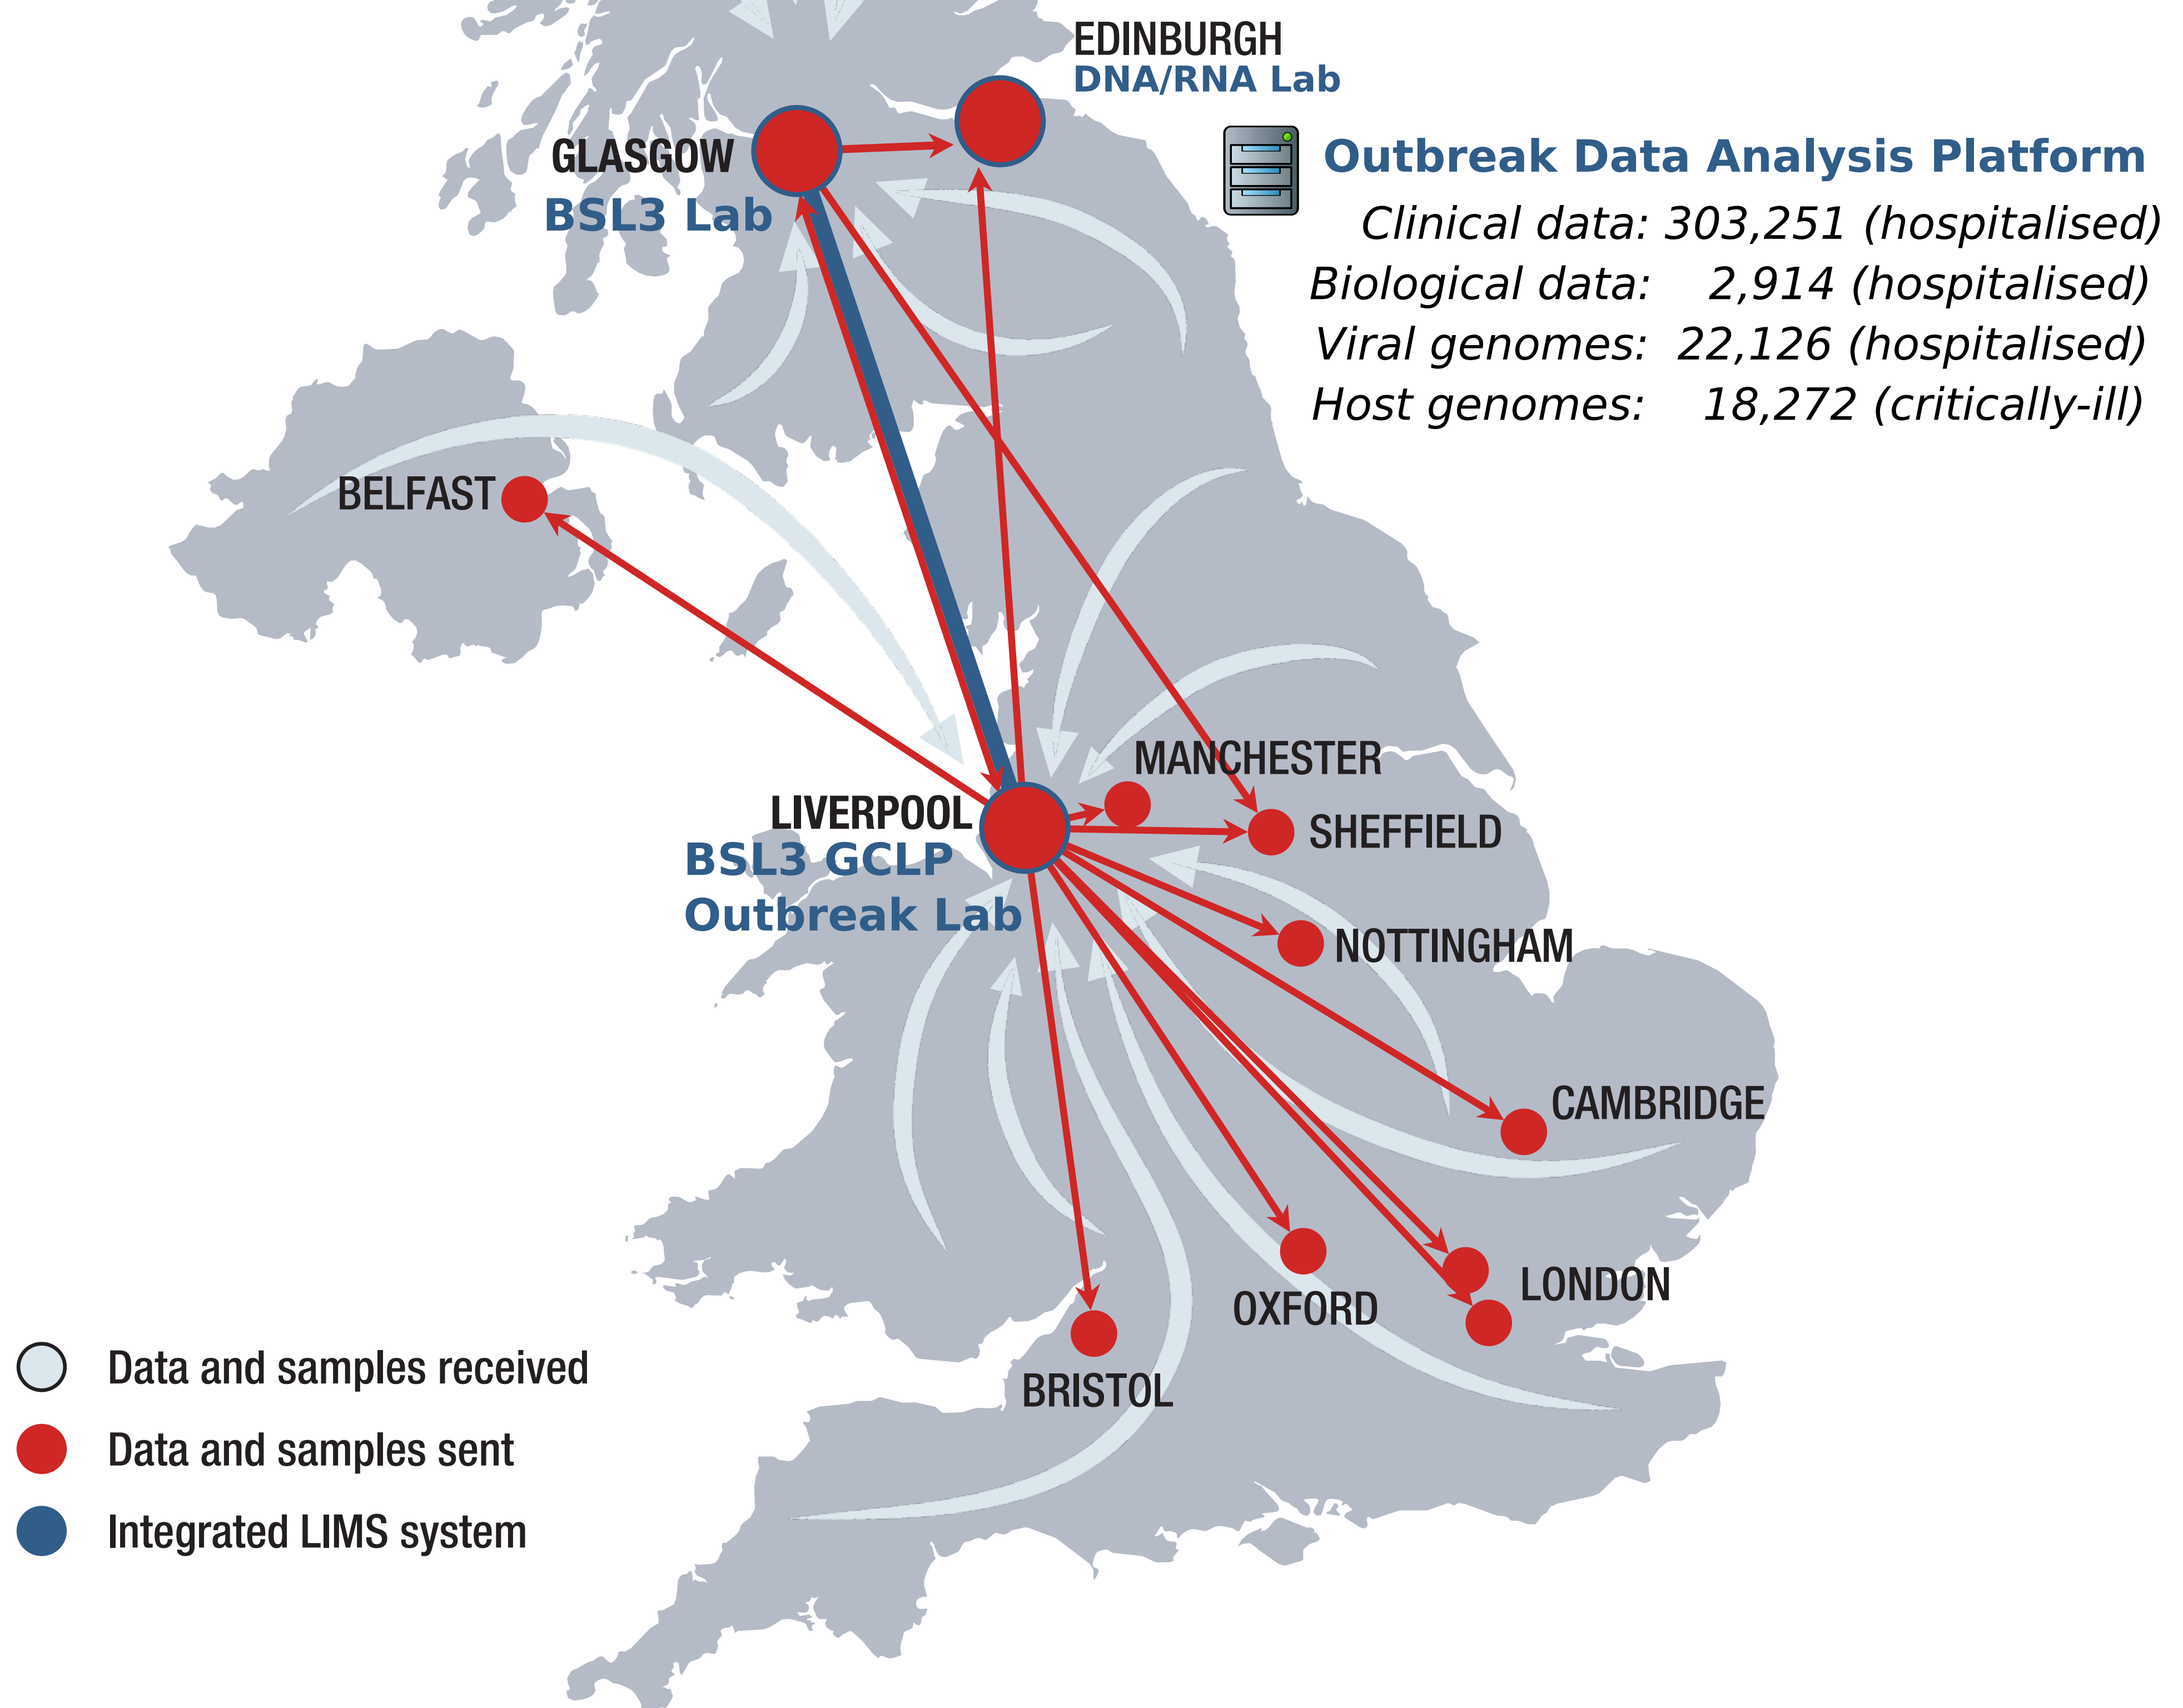 EDINBURGH
DNA/RNA Lab
GLASGOW
BSL3 Lab
Outbreak Data Analysis Platform
Clinical data: 303,251 (hospitalised)
Biological data: 2,914 (hospitalised)
Viral genomes: 22,126 (hospitalised)
Host genomes: 18,272 (critically-ill)
BELFAST
MANCHESTER
LIVERPOOL
BSL3 GCLP
Outbreak Lab
SHEFFIELD
NOTTINGHAM
CAMBRIDGE
LONDON
OXFORD
BRISTOL
Data and samples received
Data and samples sent
Integrated LIMS system